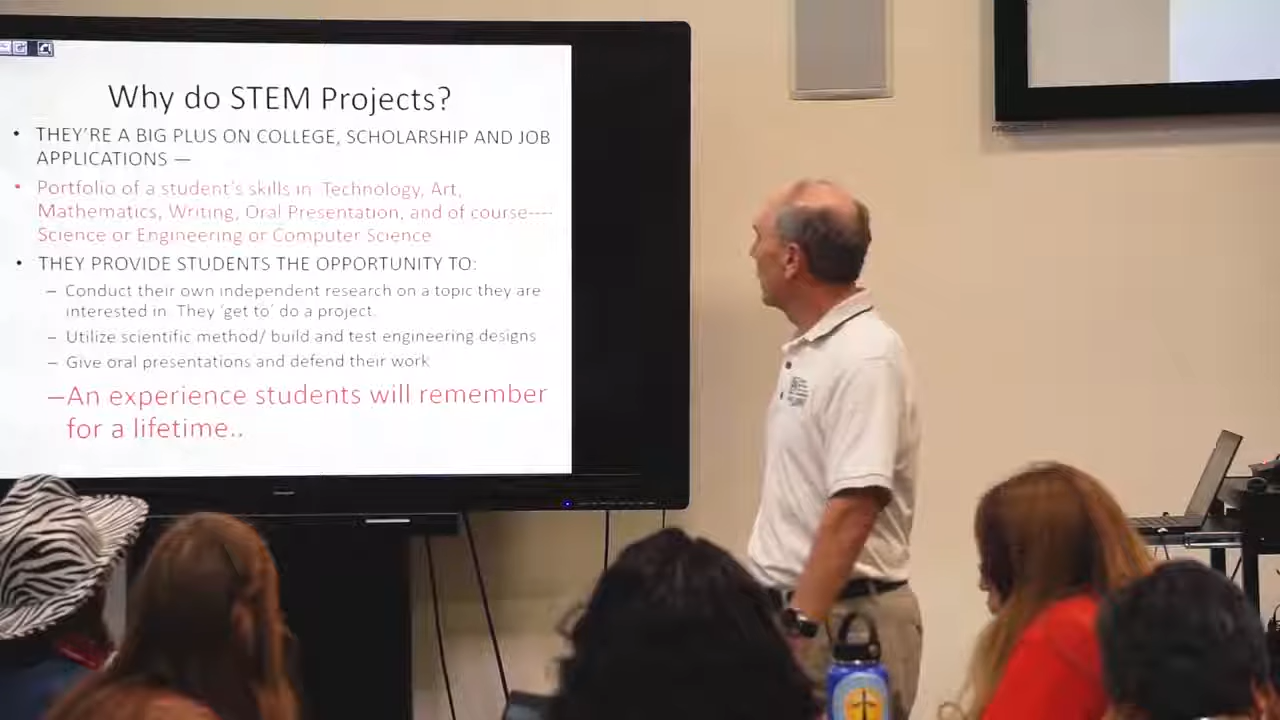 Why do STEM Projects?
• THEY'RE A BIG PLUS ON COLLEGE, SCHOLARSHIP AND JOB
APPLICATIONS —
• Portfolio of a student's skills in Technology, Art,
Mathematics, Writing, Oral Presentation, and of course----
Science or Engineering or Computer Science
• THEY PROVIDE STUDENTS THE OPPORTUNITY TO:
– Conduct their own independent research on a topic they are
interested in. They 'get to' do a project.
– Utilize scientific method/ build and test engineering designs
– Give oral presentations and defend their work
–An experience students will remember
for a lifetime..